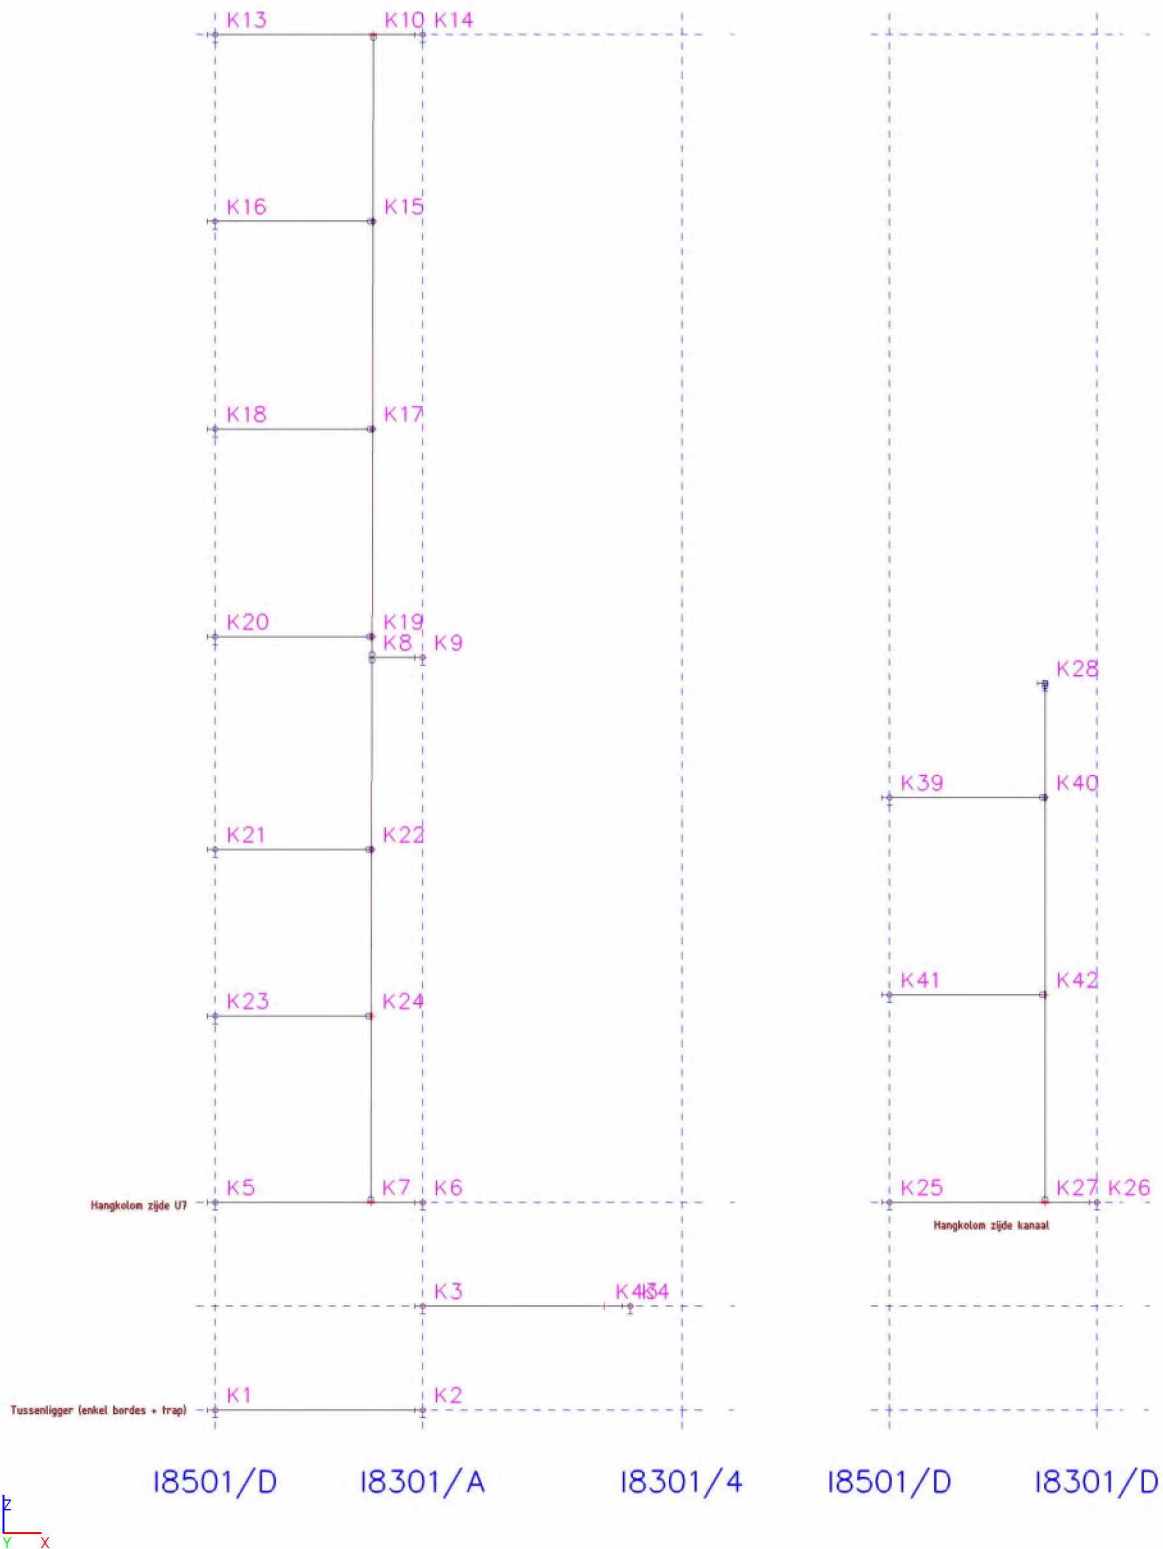 K13 K10 K14
K16 K15
K18 K17
K20 K19
K8 K9
K28
K39 K40
K21 K22
K41 K42
K23 K24
K5 K7 K6 K25 K27 K26
Hangkolom zijde U7
Hangkolom zijde kanaal
K3 K43 K4
K1 K2
Tussenligger (enkel bordes + trap)
18501/D 18301/A 18301/4 18501/D 18301/D
Z
Y X